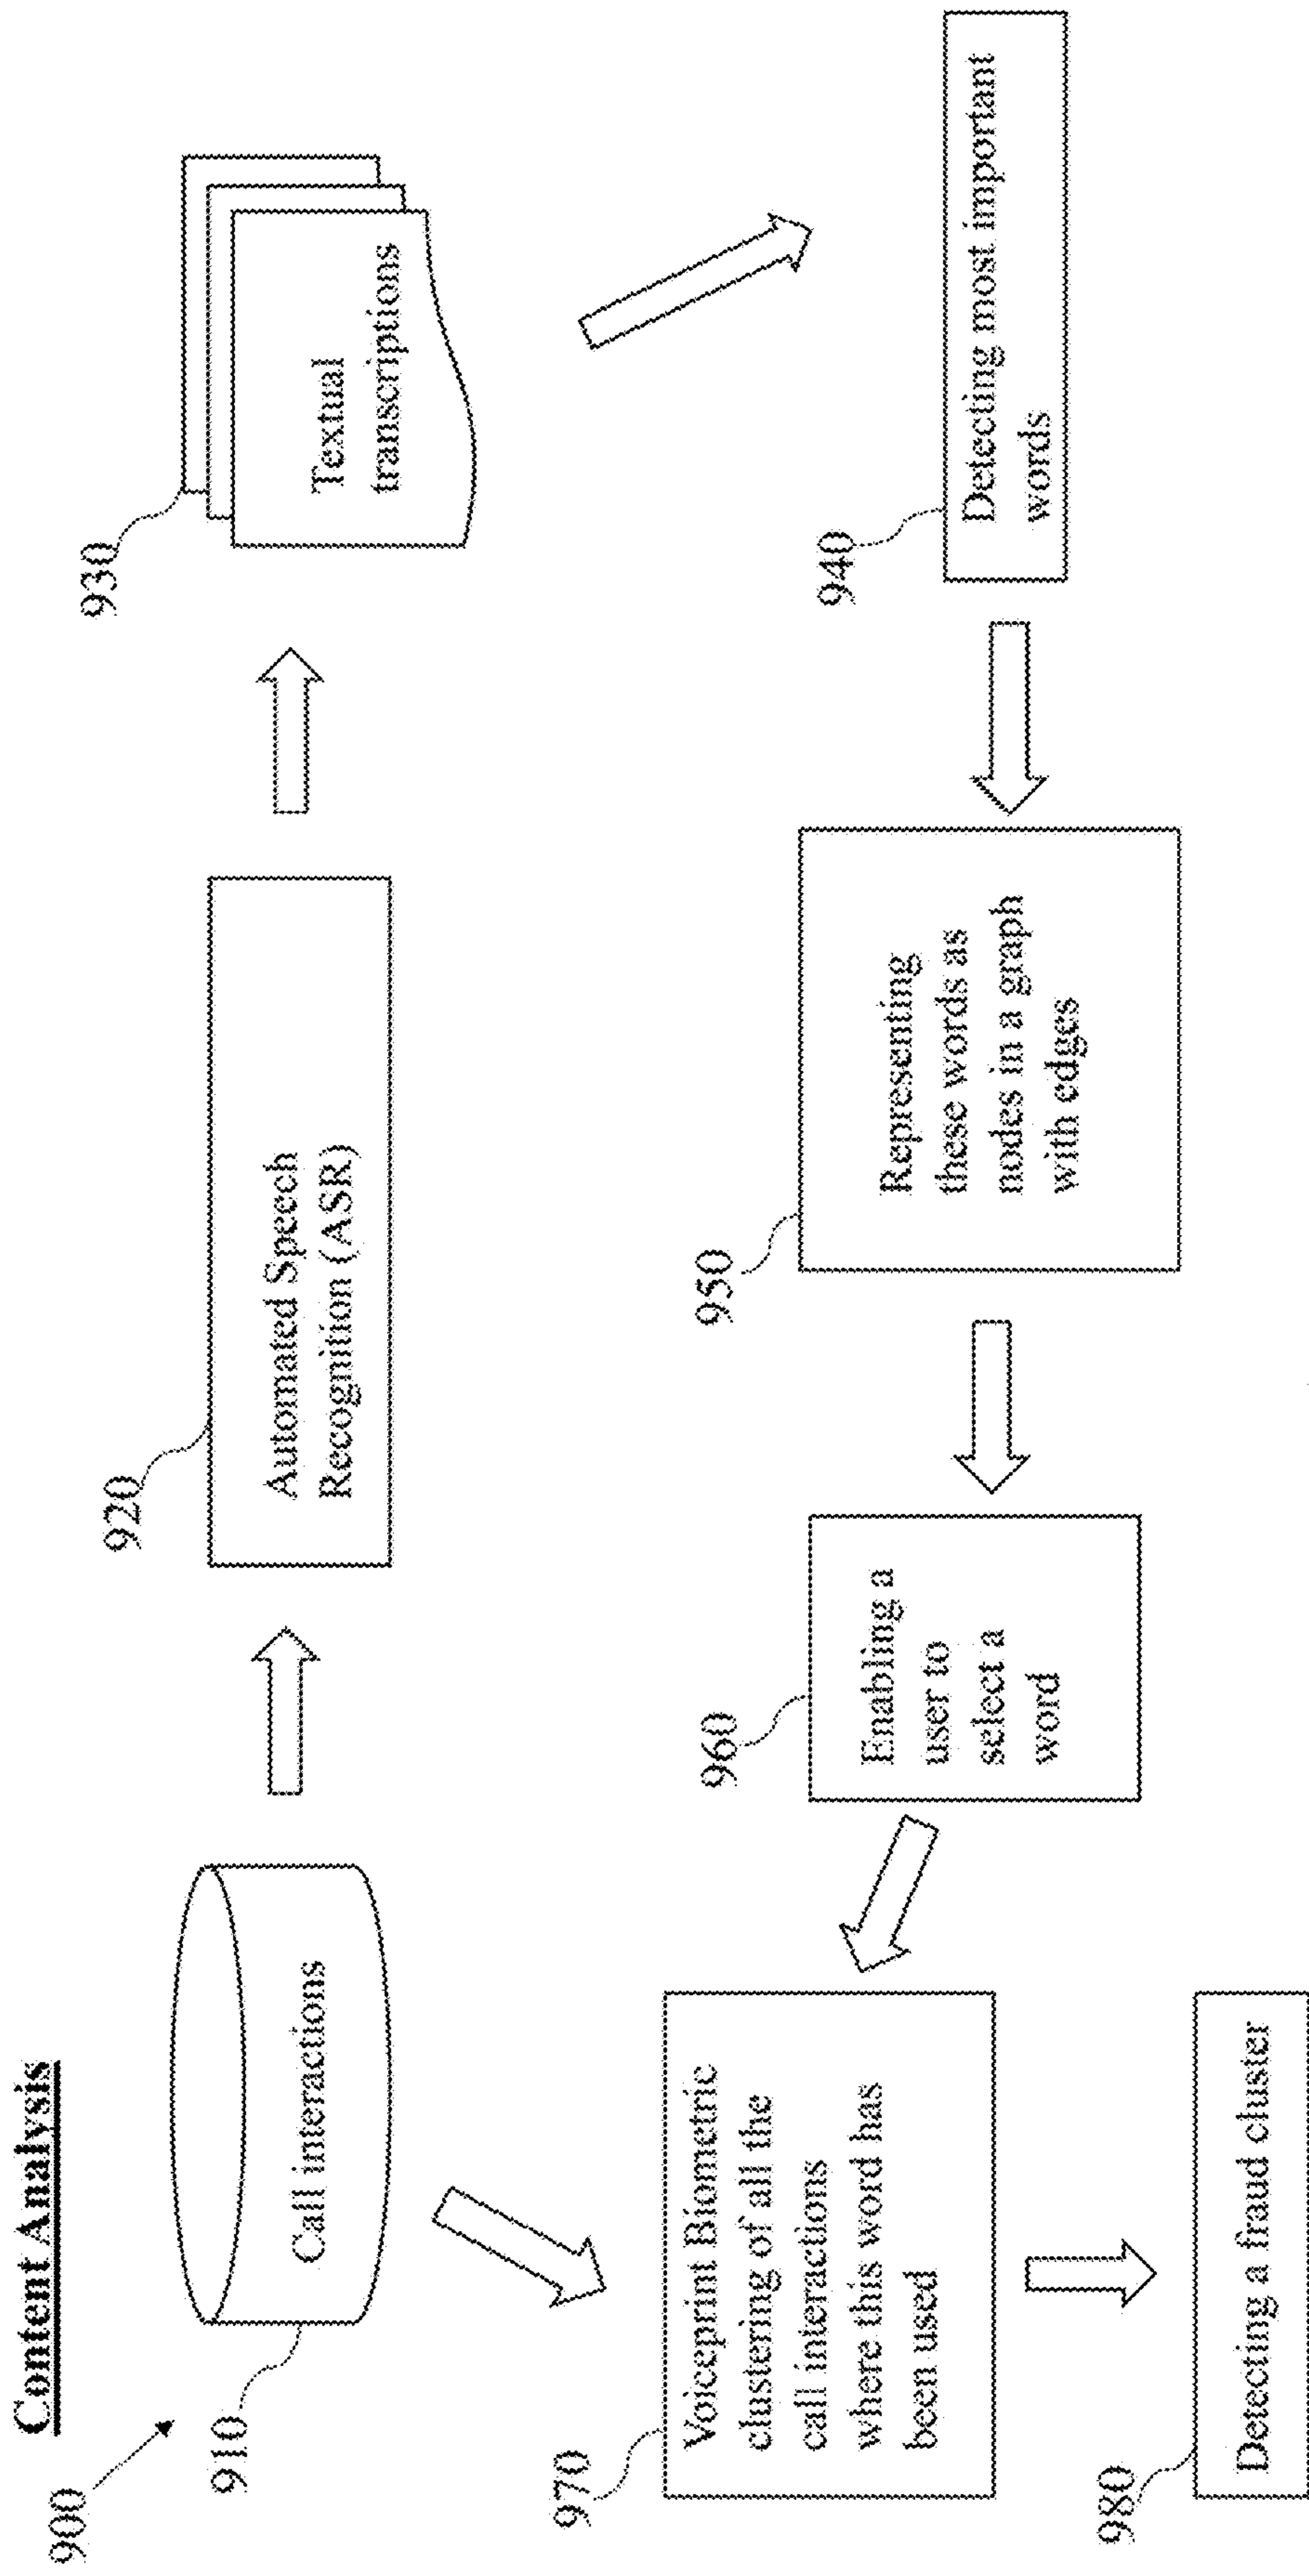 Content Analysis
900
910
Call interactions
920
Automated Speech
Recognition (ASR)
930
Textual
transcriptions
940
Detecting most important
words
950
Representing
these words as
nodes in a graph
with edges
960
Enabling a
user to
select a
word
970
Voiceprint Biometric
clustering of all the
call interactions
where this word has
been used
980
Detecting a fraud cluster